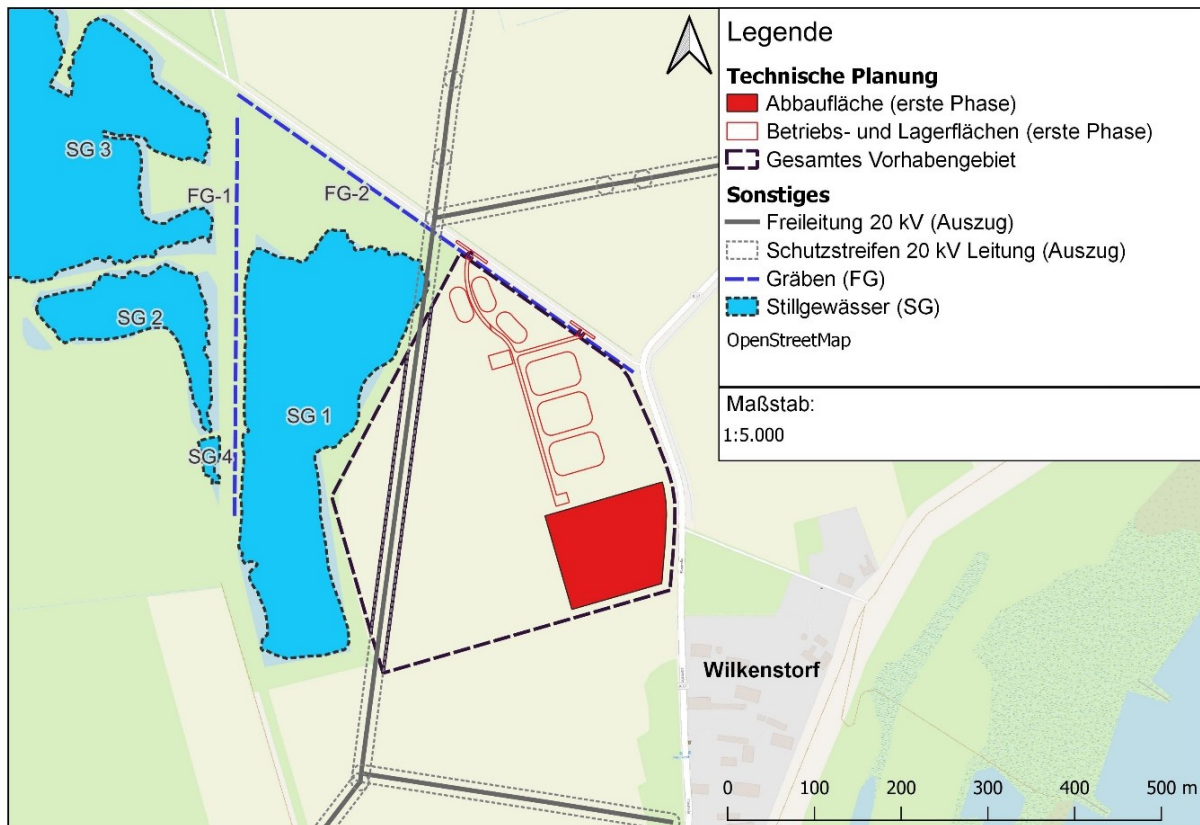 Legende
Technische Planung
Abbaufläche (erste Phase)
Betriebs- und Lagerflächen (erste Phase)
Gesamtes Vorhabengebiet
Sonstiges
Freileitung 20 kV (Auszug)
Schutzstreifen 20 kV Leitung (Auszug)
Gräben (FG)
Stillgewässer (SG)
OpenStreetMap
Maßstab:
1:5.000
SG 3
FG-1
FG-2
SG 2
SG 1
SG 4
Wilkenstorf
0 100 200 300 400 500 m